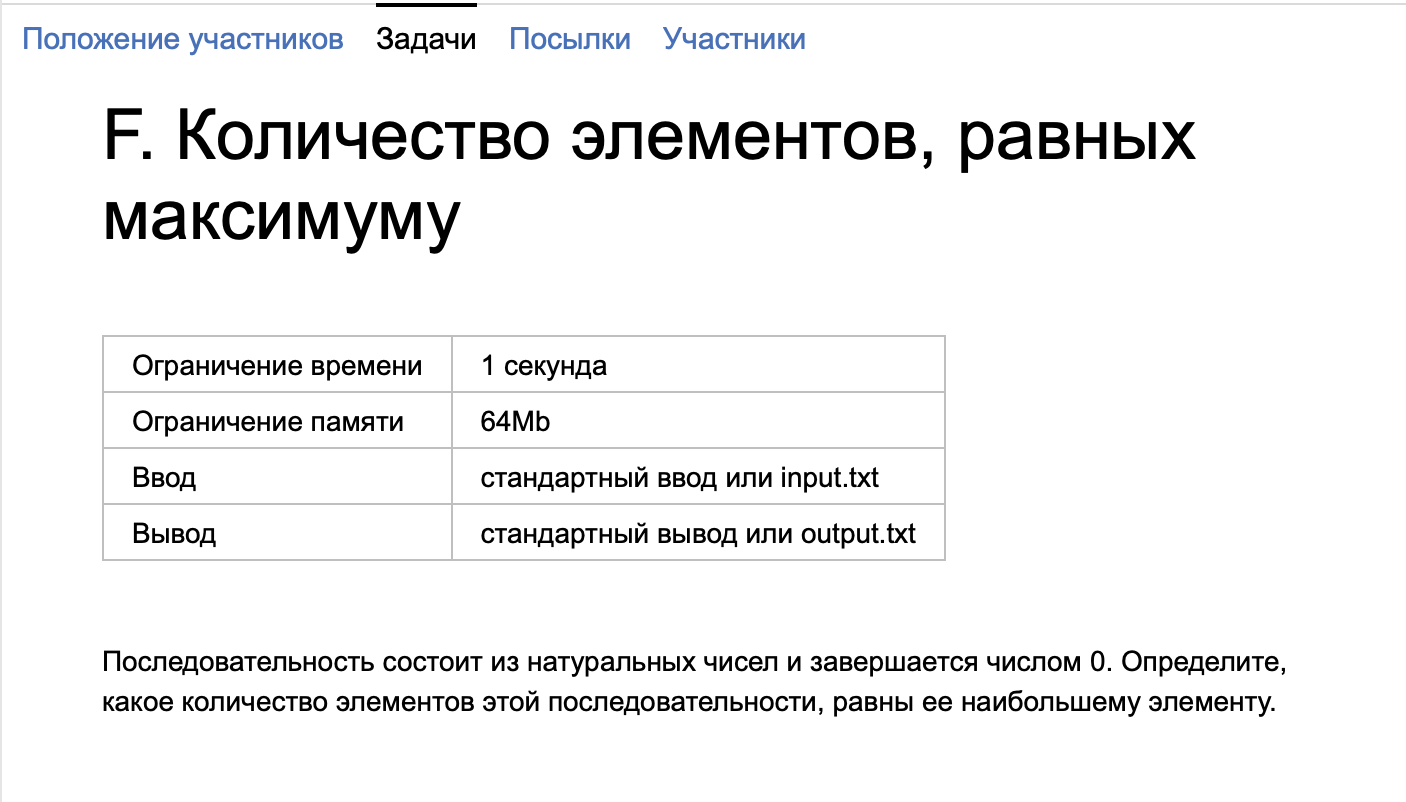 Положение участников Задачи Посылки Участники
F. Количество элементов, равных
максимуму
Ограничение времени 1 секунда
Ограничение памяти 64Mb
Ввод стандартный ввод или input.txt
Вывод стандартный вывод или output.txt
Последовательность состоит из натуральных чисел и завершается числом 0. Определите,
какое количество элементов этой последовательности, равны ее наибольшему элементу.